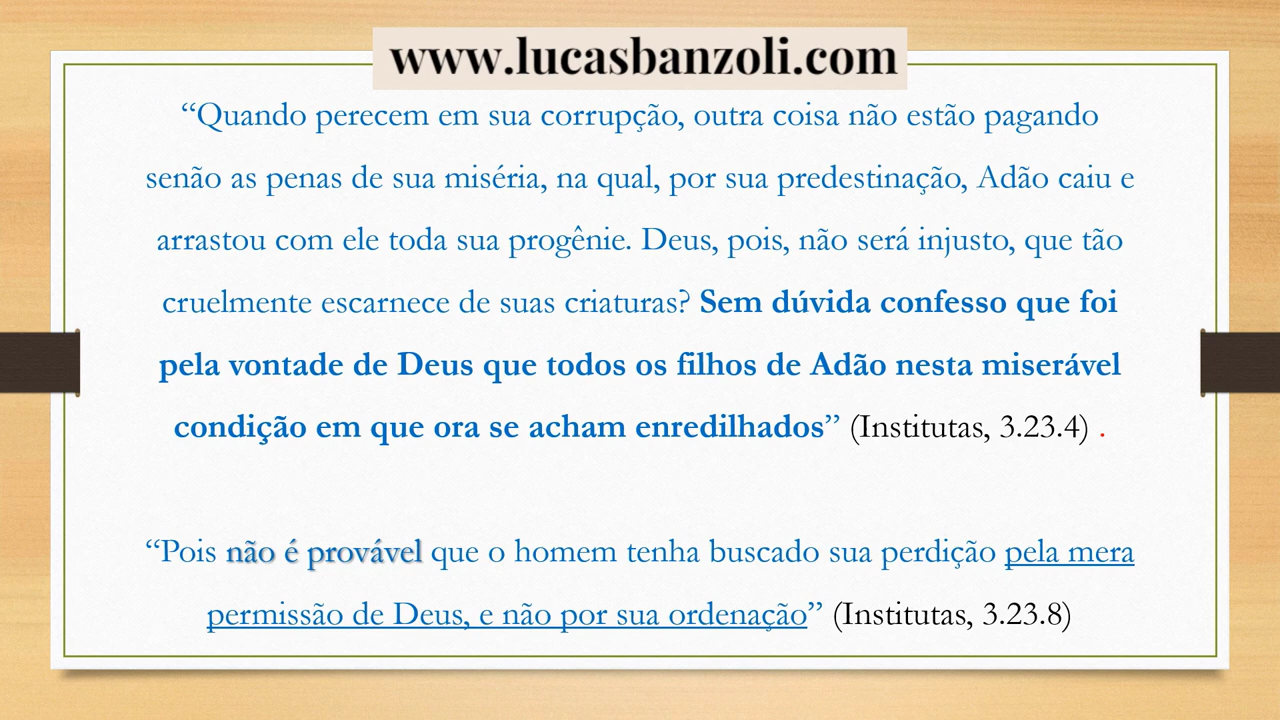 www.lucasbanzoli.com
“Quando perecem em sua corrupção, outra coisa não estão pagando
senão as penas de sua miséria, na qual, por sua predestinação, Adão caiu e
arrastou com ele toda sua progênie. Deus, pois, não será injusto, que tão
cruelmente escarnece de suas criaturas? Sem dúvida confesso que foi
pela vontade de Deus que todos os filhos de Adão nesta miserável
condição em que ora se acham enredilhados” (Institutas, 3.23.4) .
“Pois não é provável que o homem tenha buscado sua perdição pela mera
permissão de Deus, e não por sua ordenação” (Institutas, 3.23.8)